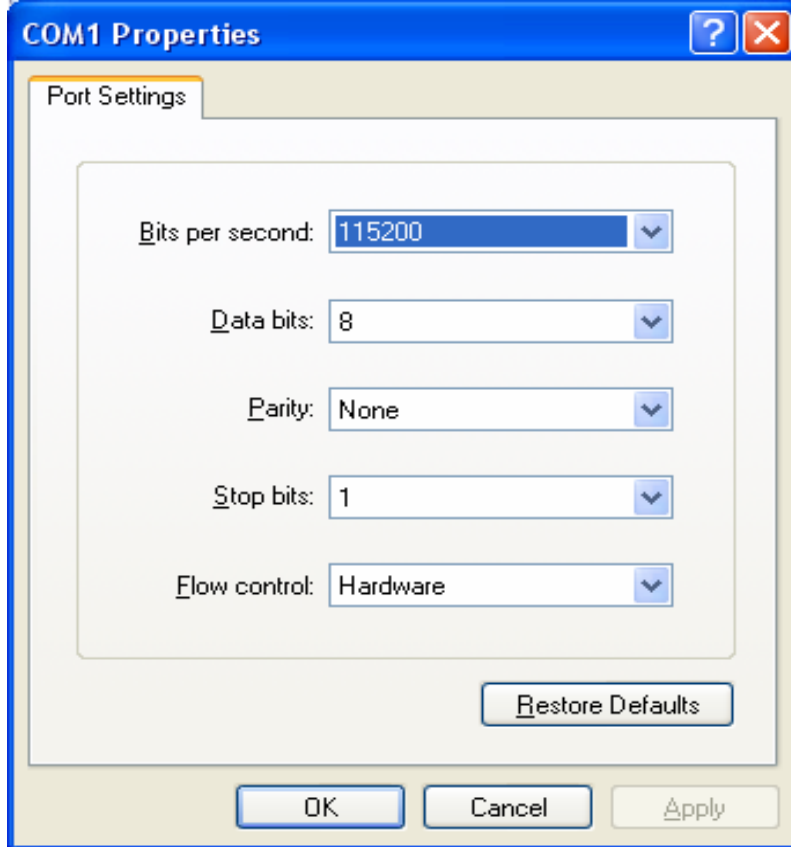 COM1 Properties
Port Settings
Bits per second: 115200
Data bits: 8
Parity: None
Stop bits: 1
Flow control: Hardware
Restore Defaults
OK Cancel Apply